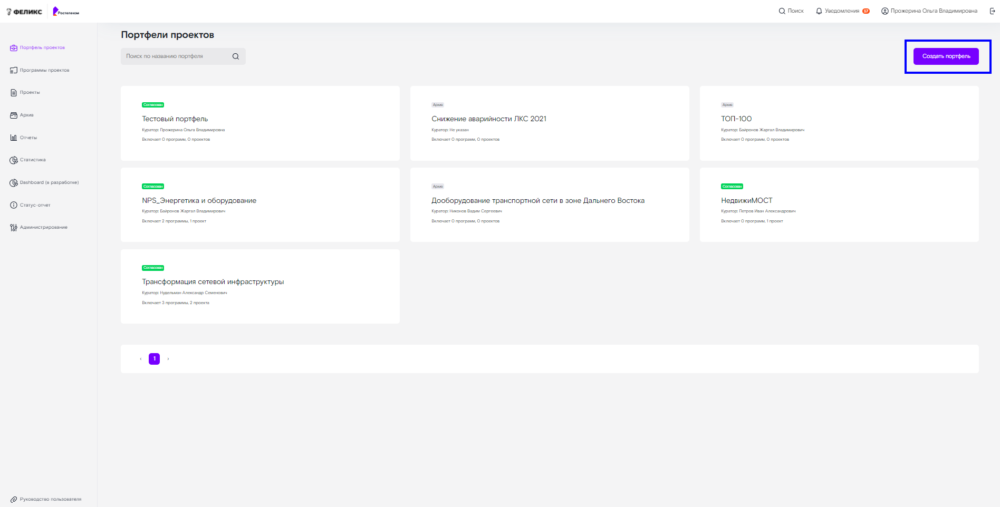 ФЕЛИКС
Ростелеком
Поиск
Уведомления 17
Прожерина Ольга Владимировна
Портфель проектов
Программы проектов
Проекты
Архив
Отчеты
Статистика
Dashboard (в разработке)
Статус-отчет
Администрирование
Руководство пользователя
Портфели проектов
Поиск по названию портфеля
Создать портфель
Согласован
Тестовый портфель
Куратор: Прожерина Ольга Владимировна
Включает 0 программ, 0 проектов
Архив
Снижение аварийности ЛКС 2021
Куратор: Не указан
Включает 0 программ, 0 проектов
Архив
ТОП-100
Куратор: Байронов Жаргал Владимирович
Включает 0 программ, 0 проектов
Согласован
NPS_Энергетика и оборудование
Куратор: Байронов Жаргал Владимирович
Включает 2 программы, 1 проект
Архив
Дооборудование транспортной сети в зоне Дальнего Востока
Куратор: Никонов Вадим Сергеевич
Включает 0 программ, 0 проектов
Согласован
НедвижиМОСТ
Куратор: Петров Иван Александрович
Включает 0 программ, 1 проект
Согласован
Трансформация сетевой инфраструктуры
Куратор: Нудельман Александр Семенович
Включает 3 программы, 2 проекта
‹ 1 ›